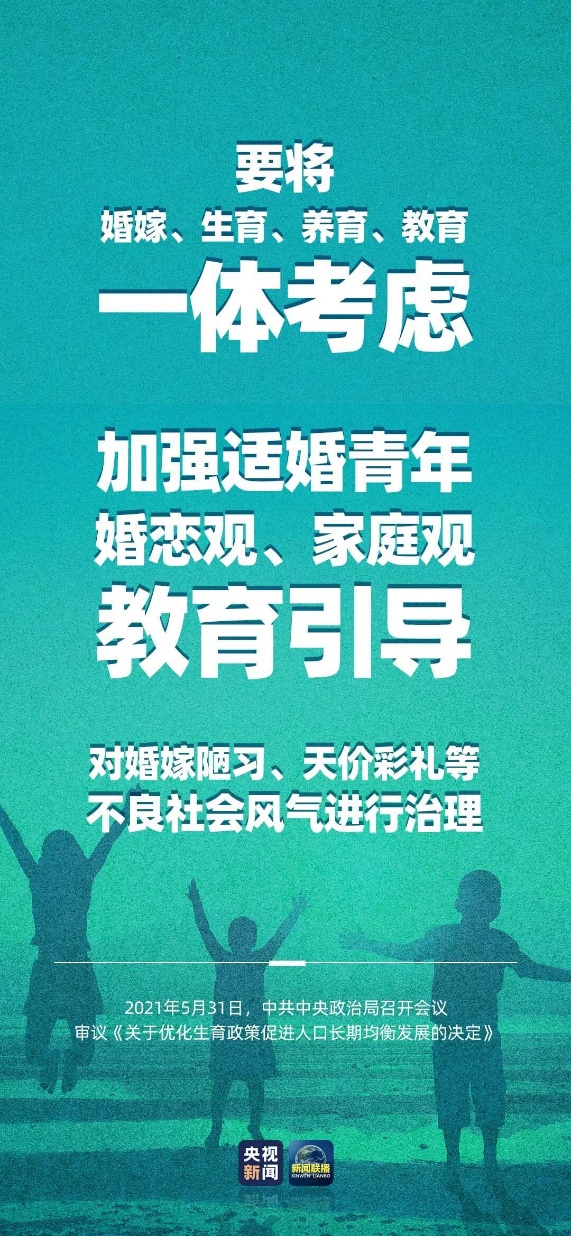 要将
婚嫁、生育、养育、教育
一体考虑
加强适婚青年
婚恋观、家庭观
教育引导
对婚嫁陋习、天价彩礼等
不良社会风气进行治理
2021年5月31日，中共中央政治局召开会议
审议《关于优化生育政策促进人口长期均衡发展的决定》
央视
新闻
新闻联播
XINWEN LIANBO